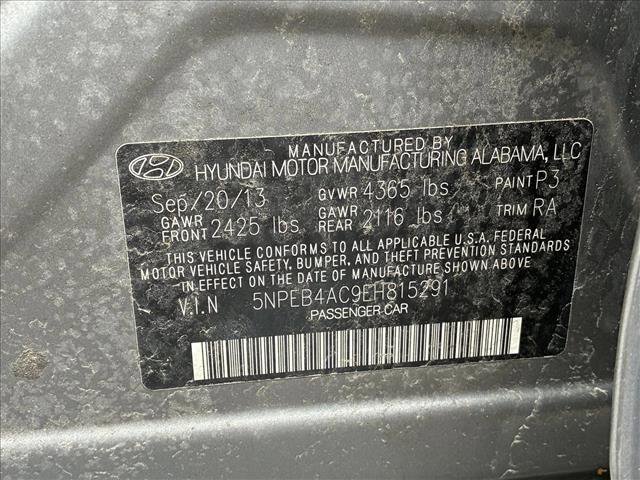 MANUFACTURED BY
HYUNDAI MOTOR MANUFACTURING ALABAMA, LLC
Sep/20/13 GVWR 4365 lbs PAINT P3
GAWR FRONT 2425 lbs GAWR REAR 2116 lbs TRIM RA
THIS VEHICLE CONFORMS TO ALL APPLICABLE U.S.A FEDERAL
MOTOR VEHICLE SAFETY, BUMPER, AND THEFT PREVENTION STANDARDS
IN EFFECT ON THE DATE OF MANUFACTURE SHOWN ABOVE
V.I.N 5NPEB4AC9EH815291
PASSENGER CAR